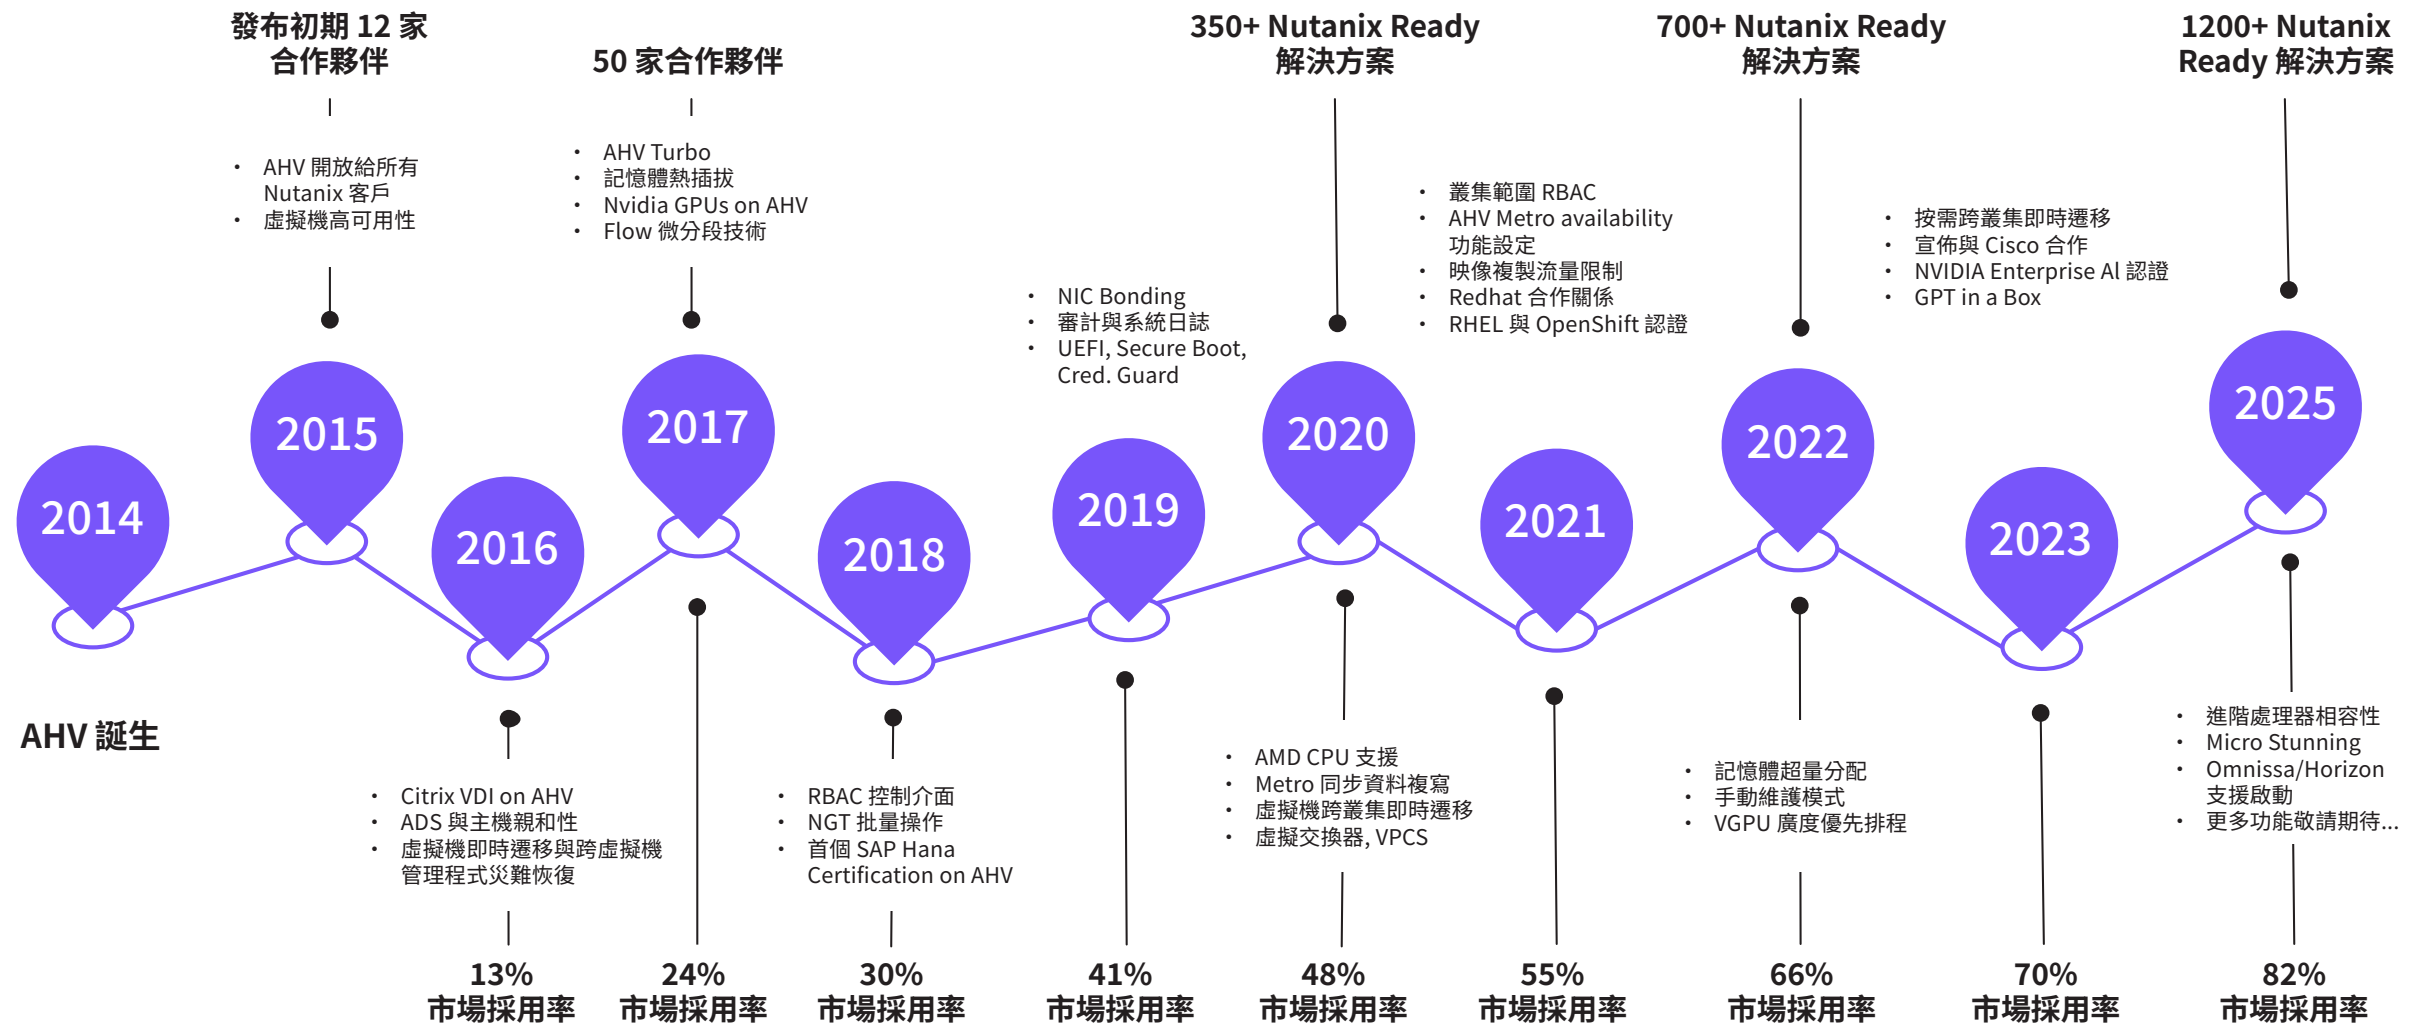 發布初期 12 家
合作夥伴
50 家合作夥伴
350+ Nutanix Ready
解決方案
700+ Nutanix Ready
解決方案
1200+ Nutanix
Ready 解決方案
• AHV 開放給所有
Nutanix 客戶
• 虛擬機高可用性
• AHV Turbo
• 記憶體熱插拔
• Nvidia GPUs on AHV
• Flow 微分段技術
• NIC Bonding
• 審計與系統日誌
• UEFI, Secure Boot,
Cred. Guard
• 叢集範圍 RBAC
• AHV Metro availability
功能設定
• 映像複製流量限制
• Redhat 合作關係
• RHEL 與 OpenShift 認證
• 按需跨叢集即時遷移
• 宣佈與 Cisco 合作
• NVIDIA Enterprise Al 認證
• GPT in a Box
2014
2015
2016
2017
2018
2019
2020
2021
2022
2023
2025
AHV 誕生
• Citrix VDI on AHV
• ADS 與主機親和性
• 虛擬機即時遷移與跨虛擬機
管理程式災難恢復
• RBAC 控制介面
• NGT 批量操作
• 首個 SAP Hana
Certification on AHV
• AMD CPU 支援
• Metro 同步資料複寫
• 虛擬機跨叢集即時遷移
• 虛擬交換器, VPCS
• 記憶體超量分配
• 手動維護模式
• VGPU 廣度優先排程
• 進階處理器相容性
• Micro Stunning
• Omnissa/Horizon
支援啟動
• 更多功能敬請期待...
13%
市場採用率
24%
市場採用率
30%
市場採用率
41%
市場採用率
48%
市場採用率
55%
市場採用率
66%
市場採用率
70%
市場採用率
82%
市場採用率